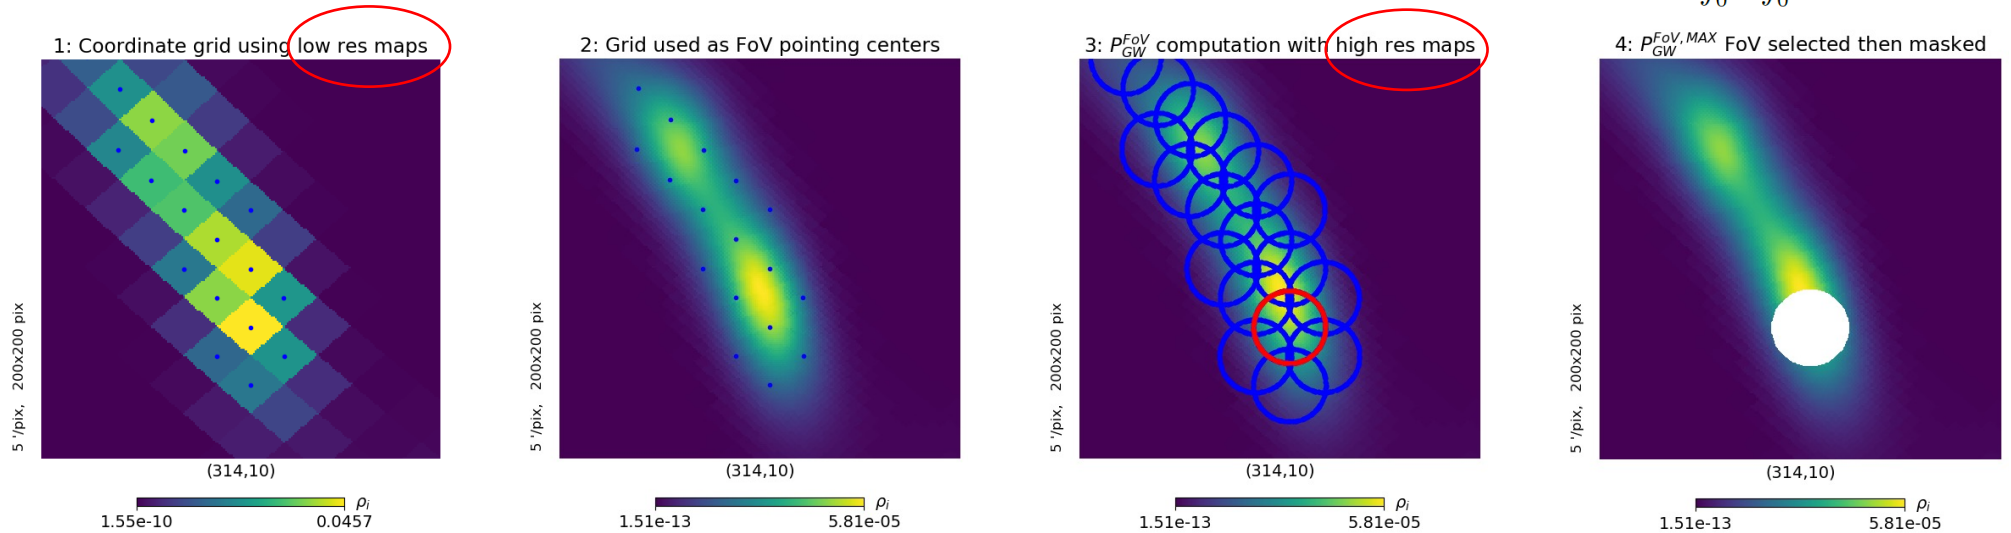 1: Coordinate grid using low res maps
5 '/pix, 200x200 pix
(314,10)
ρi
1.55e-10 0.0457
2: Grid used as FoV pointing centers
(314,10)
ρi
1.51e-13 5.81e-05
3: P_GW^FoV computation with high res maps
5 '/pix, 200x200 pix
(314,10)
ρi
1.51e-13 5.81e-05
4: P_GW^FoV,MAX FoV selected then masked
5 '/pix, 200x200 pix
(314,10)
ρi
1.51e-13 5.81e-05